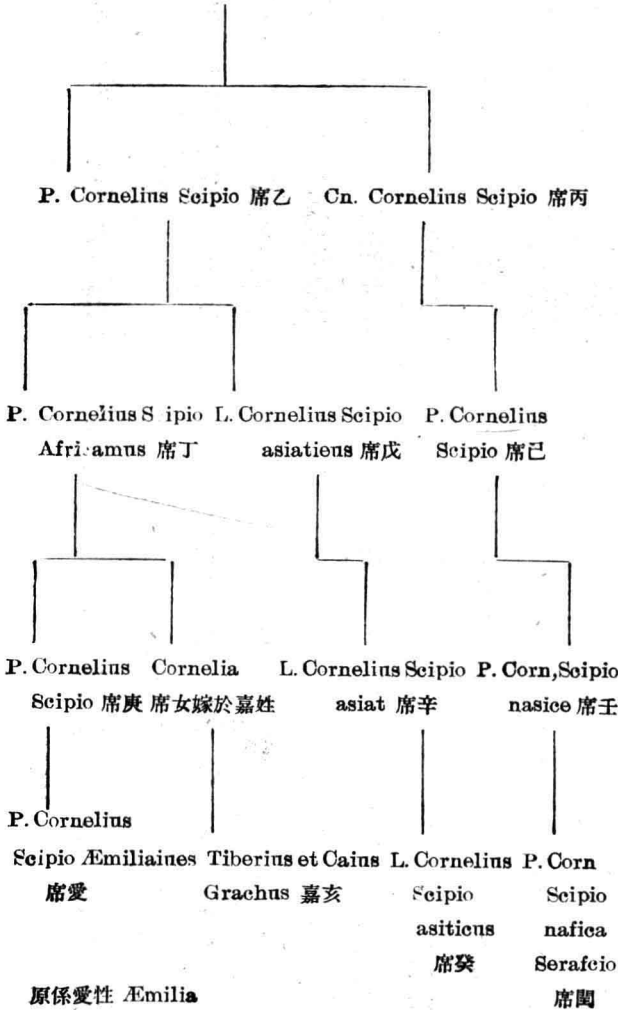 P. Cornelius Scipio 席乙 Cn. Cornelius Scipio 席丙
P. Cornelius S ipio L. Cornelius Scipio P. Cornelius
Afri amus 席丁 asiatieus 席戊 Scipio 席己
P. Cornelius Cornelia L. Cornelius Scipio P. Corn,Scipio
Scipio 席庚 席女嫁於嘉姓 asiat 席辛 nasice 席壬
P. Cornelius
Scipio Æmiliaines Tiberius et Cains L. Cornelius P. Corn
席愛 Grachus 嘉亥 Scipio Scipio
asiticus nafica
席癸 Serafcio
原係愛性 Æmilia 席閏